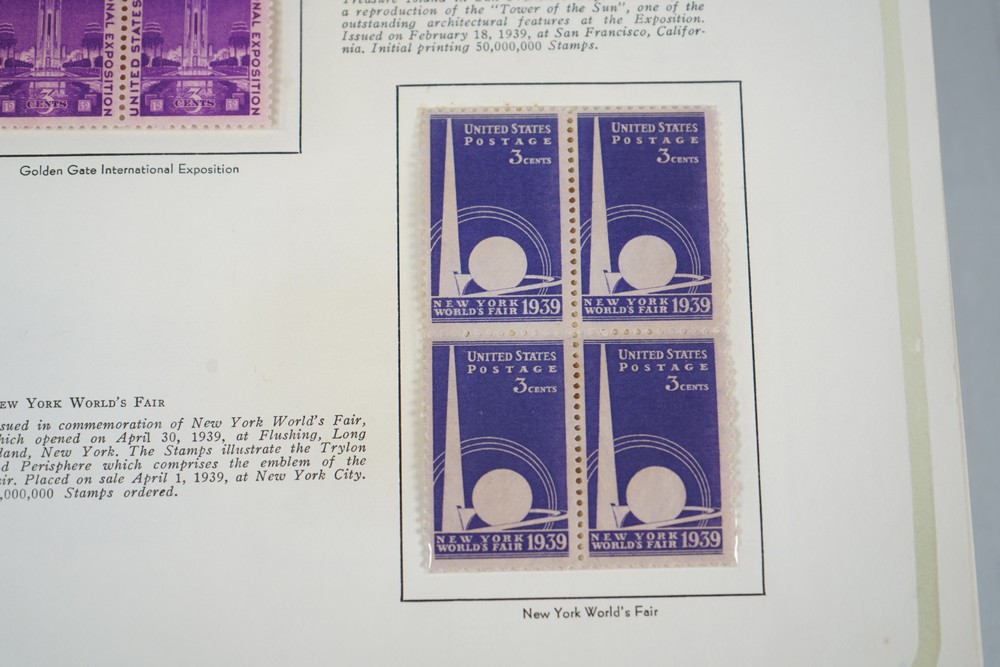 a reproduction of the "Tower of the Sun", one of the
outstanding architectural features at the Exposition.
Issued on February 18, 1939, at San Francisco, Califor-
nia. Initial printing 50,000,000 Stamps.
UNITED STATES
NAL EXPOSITION
3 CENTS
19 39
3 CENTS
Golden Gate International Exposition
UNITED STATES
POSTAGE
3 CENTS
NEW YORK
WORLD'S FAIR 1939
UNITED STATES
POSTAGE
3 CENTS
NEW YORK
WORLD'S FAIR 1939
UNITED STATES
POSTAGE
3 CENTS
NEW YORK
WORLD'S FAIR 1939
UNITED STATES
POSTAGE
3 CENTS
NEW YORK
WORLD'S FAIR 1939
New York World's Fair
EW YORK WORLD'S FAIR
sued in commemoration of New York World's Fair,
hich opened on April 30, 1939, at Flushing, Long
land, New York. The Stamps illustrate the Trylon
d Perisphere which comprises the emblem of the
ir. Placed on sale April 1, 1939, at New York City.
,000,000 Stamps ordered.